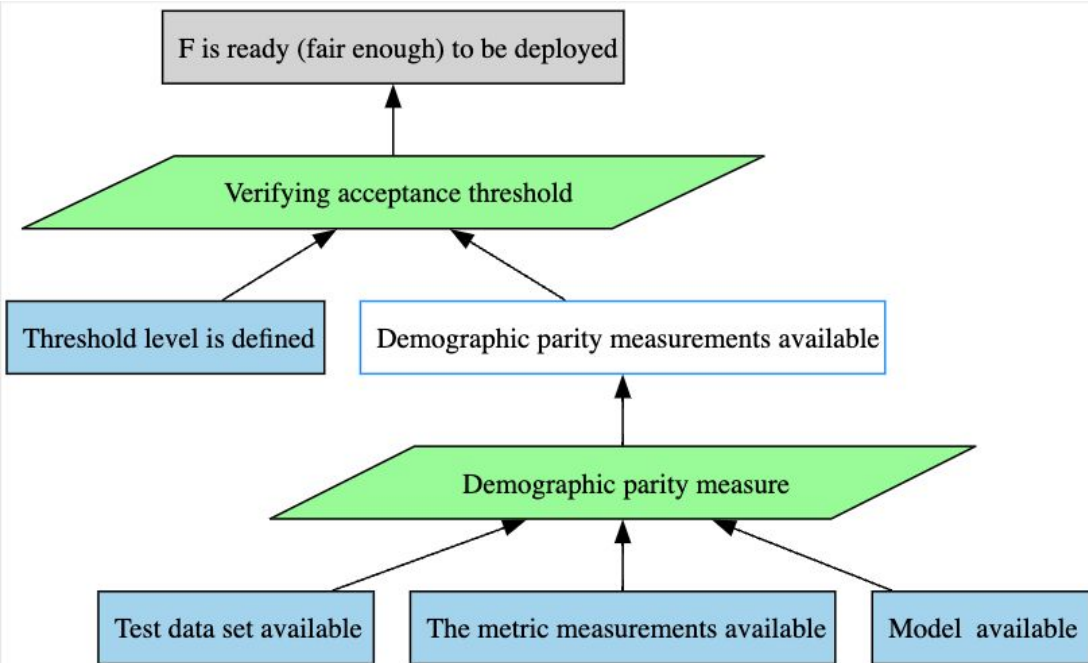 F is ready (fair enough) to be deployed
Verifying acceptance threshold
Threshold level is defined
Demographic parity measurements available
Demographic parity measure
Test data set available
The metric measurements available
Model  available